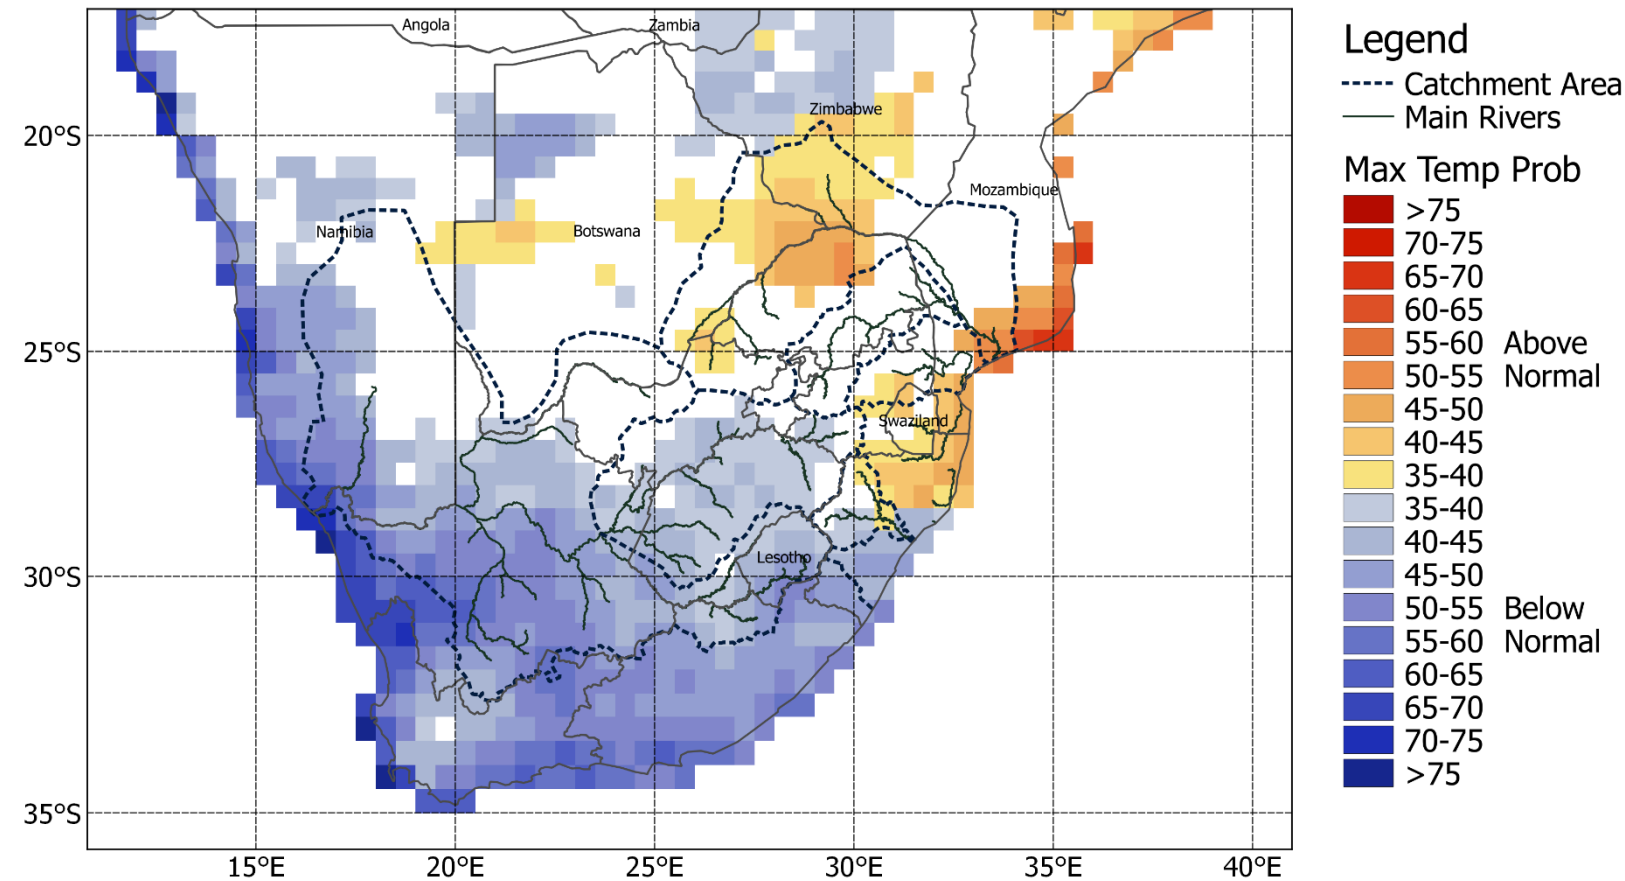 Angola
Zambia
Zimbabwe
Mozambique
Namibia
Botswana
Swaziland
Lesotho
20°S
25°S
30°S
35°S
15°E
20°E
25°E
30°E
35°E
40°E
Legend
Catchment Area
Main Rivers
Max Temp Prob
>75
70-75
65-70
60-65
55-60 Above
50-55 Normal
45-50
40-45
35-40
35-40
40-45
45-50
50-55 Below
55-60 Normal
60-65
65-70
70-75
>75